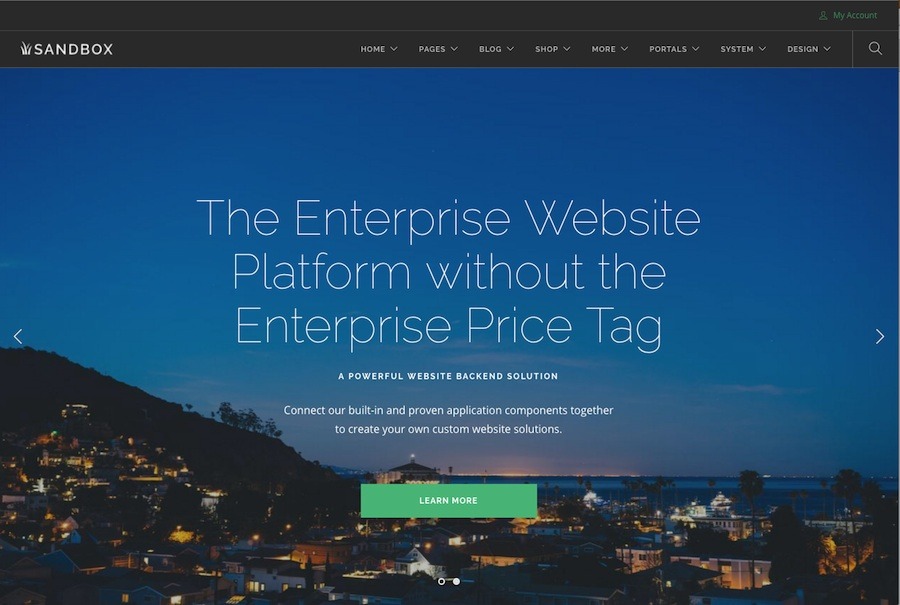 My Account
SANDBOX
HOME PAGES BLOG SHOP MORE PORTALS SYSTEM DESIGN
The Enterprise Website
Platform without the
Enterprise Price Tag
A POWERFUL WEBSITE BACKEND SOLUTION
Connect our built-in and proven application components together
to create your own custom website solutions.
LEARN MORE